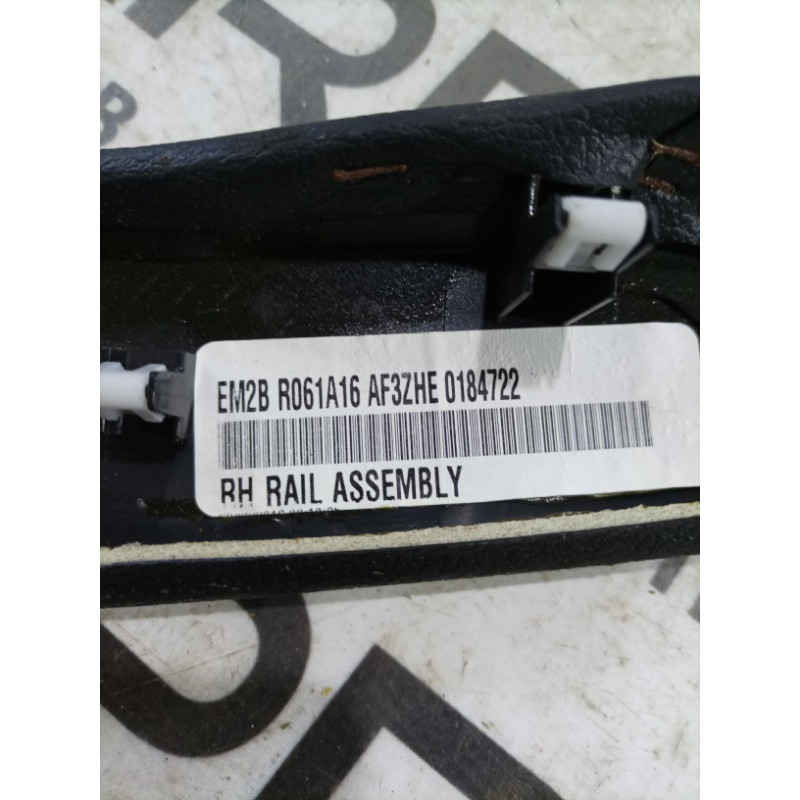 EM2B R061A16 AF3ZHE 0184722
RH RAIL ASSEMBLY